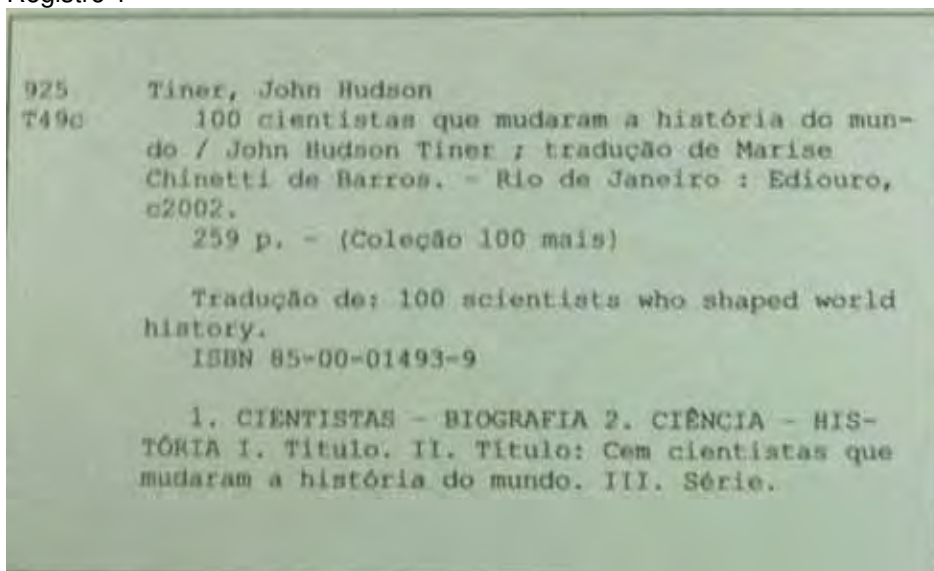 925 Tiner, John Hudson
T49c 100 cientistas que mudaram a história do mun-
do / John Hudson Tiner ; tradução de Marise
Chinetti de Barros. - Rio de Janeiro : Ediouro,
c2002.
259 p. - (Coleção 100 mais)
Tradução de: 100 scientists who shaped world
history.
ISBN 85-00-01493-9
1. CIENTISTAS - BIOGRAFIA 2. CIÊNCIA - HIS-
TÓRIA I. Título. II. Título: Cem cientistas que
mudaram a história do mundo. III. Série.